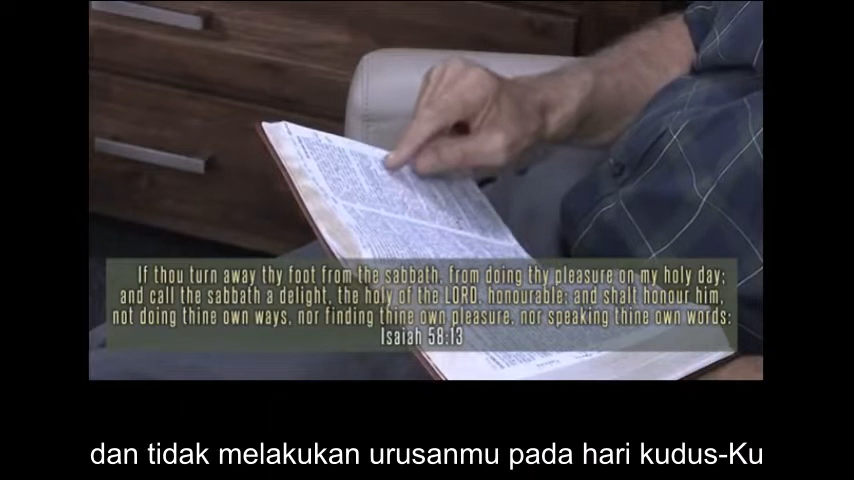 If thou turn away thy foot from the sabbath, from doing thy pleasure on my holy day;
and call the sabbath a delight, the holy of the LORD, honourable; and shalt honour him,
not doing thine own ways, nor finding thine own pleasure, nor speaking thine own words:
Isaiah 58:13
dan tidak melakukan urusanmu pada hari kudus-Ku